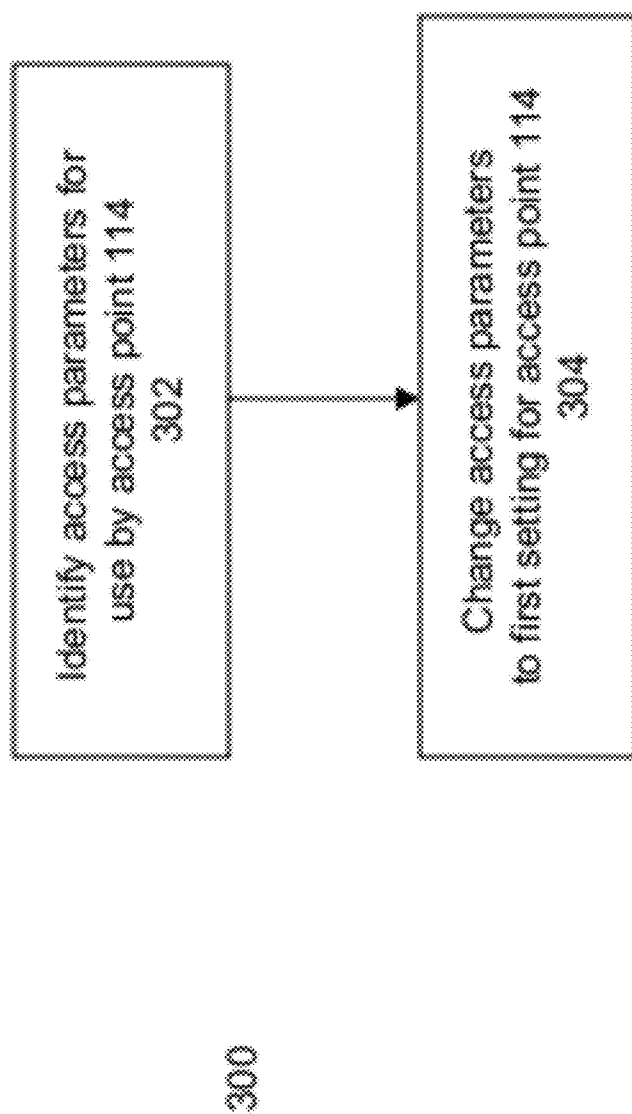 300
Identify access parameters for
use by access point 114
302
Change access parameters
to first setting for access point 114
304